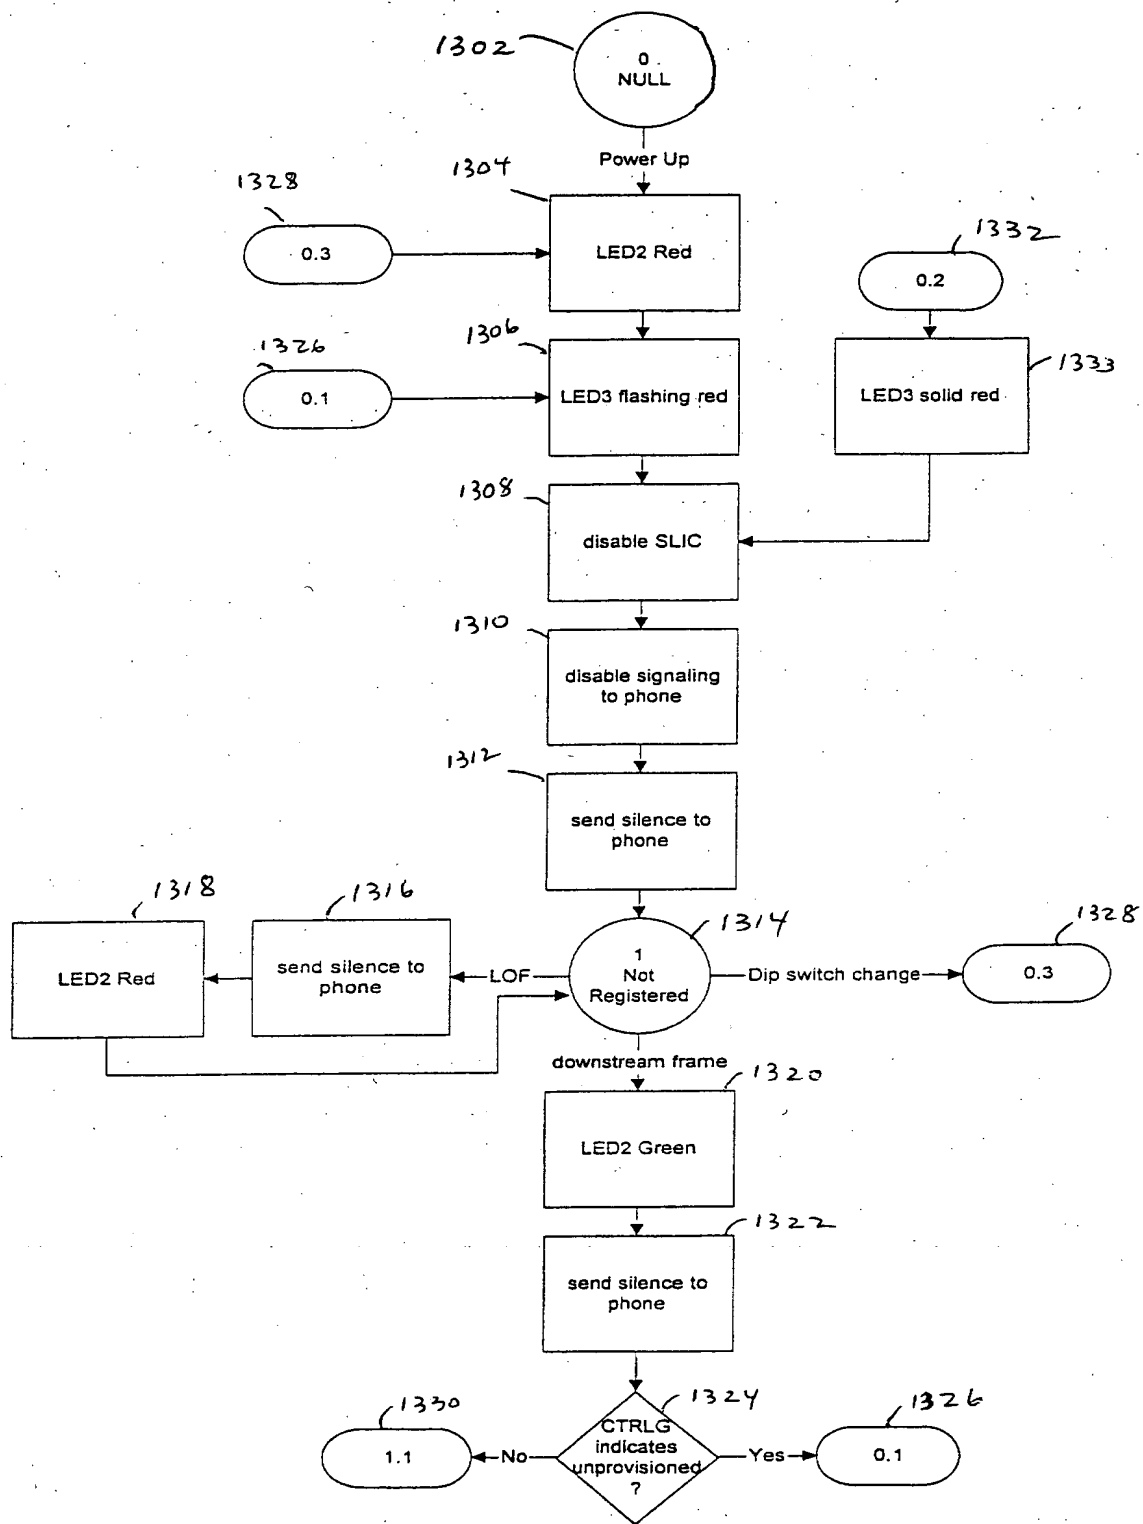 1302
0
NULL
Power Up
1304
1328
0.3
LED2 Red
1332
0.2
1306
1326
0.1
LED3 flashing red
1333
LED3 solid red
1308
disable SLIC
1310
disable signaling
to phone
1312
send silence to
phone
1318
LED2 Red
1316
send silence to
phone
LOF
1314
1
Not
Registered
Dip switch change
1328
0.3
downstream frame
1320
LED2 Green
1322
send silence to
phone
1330
1.1
No
1324
CTRLG
indicates
unprovisioned
?
Yes
1326
0.1